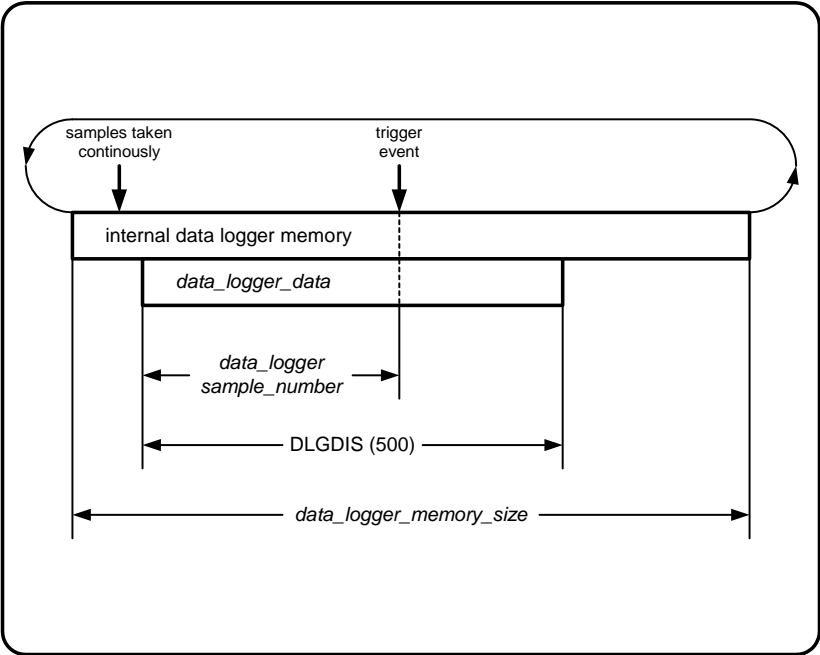 samples taken
continously
trigger
event
internal data logger memory
data_logger_data
data_logger
sample_number
DLGDIS (500)
data_logger_memory_size